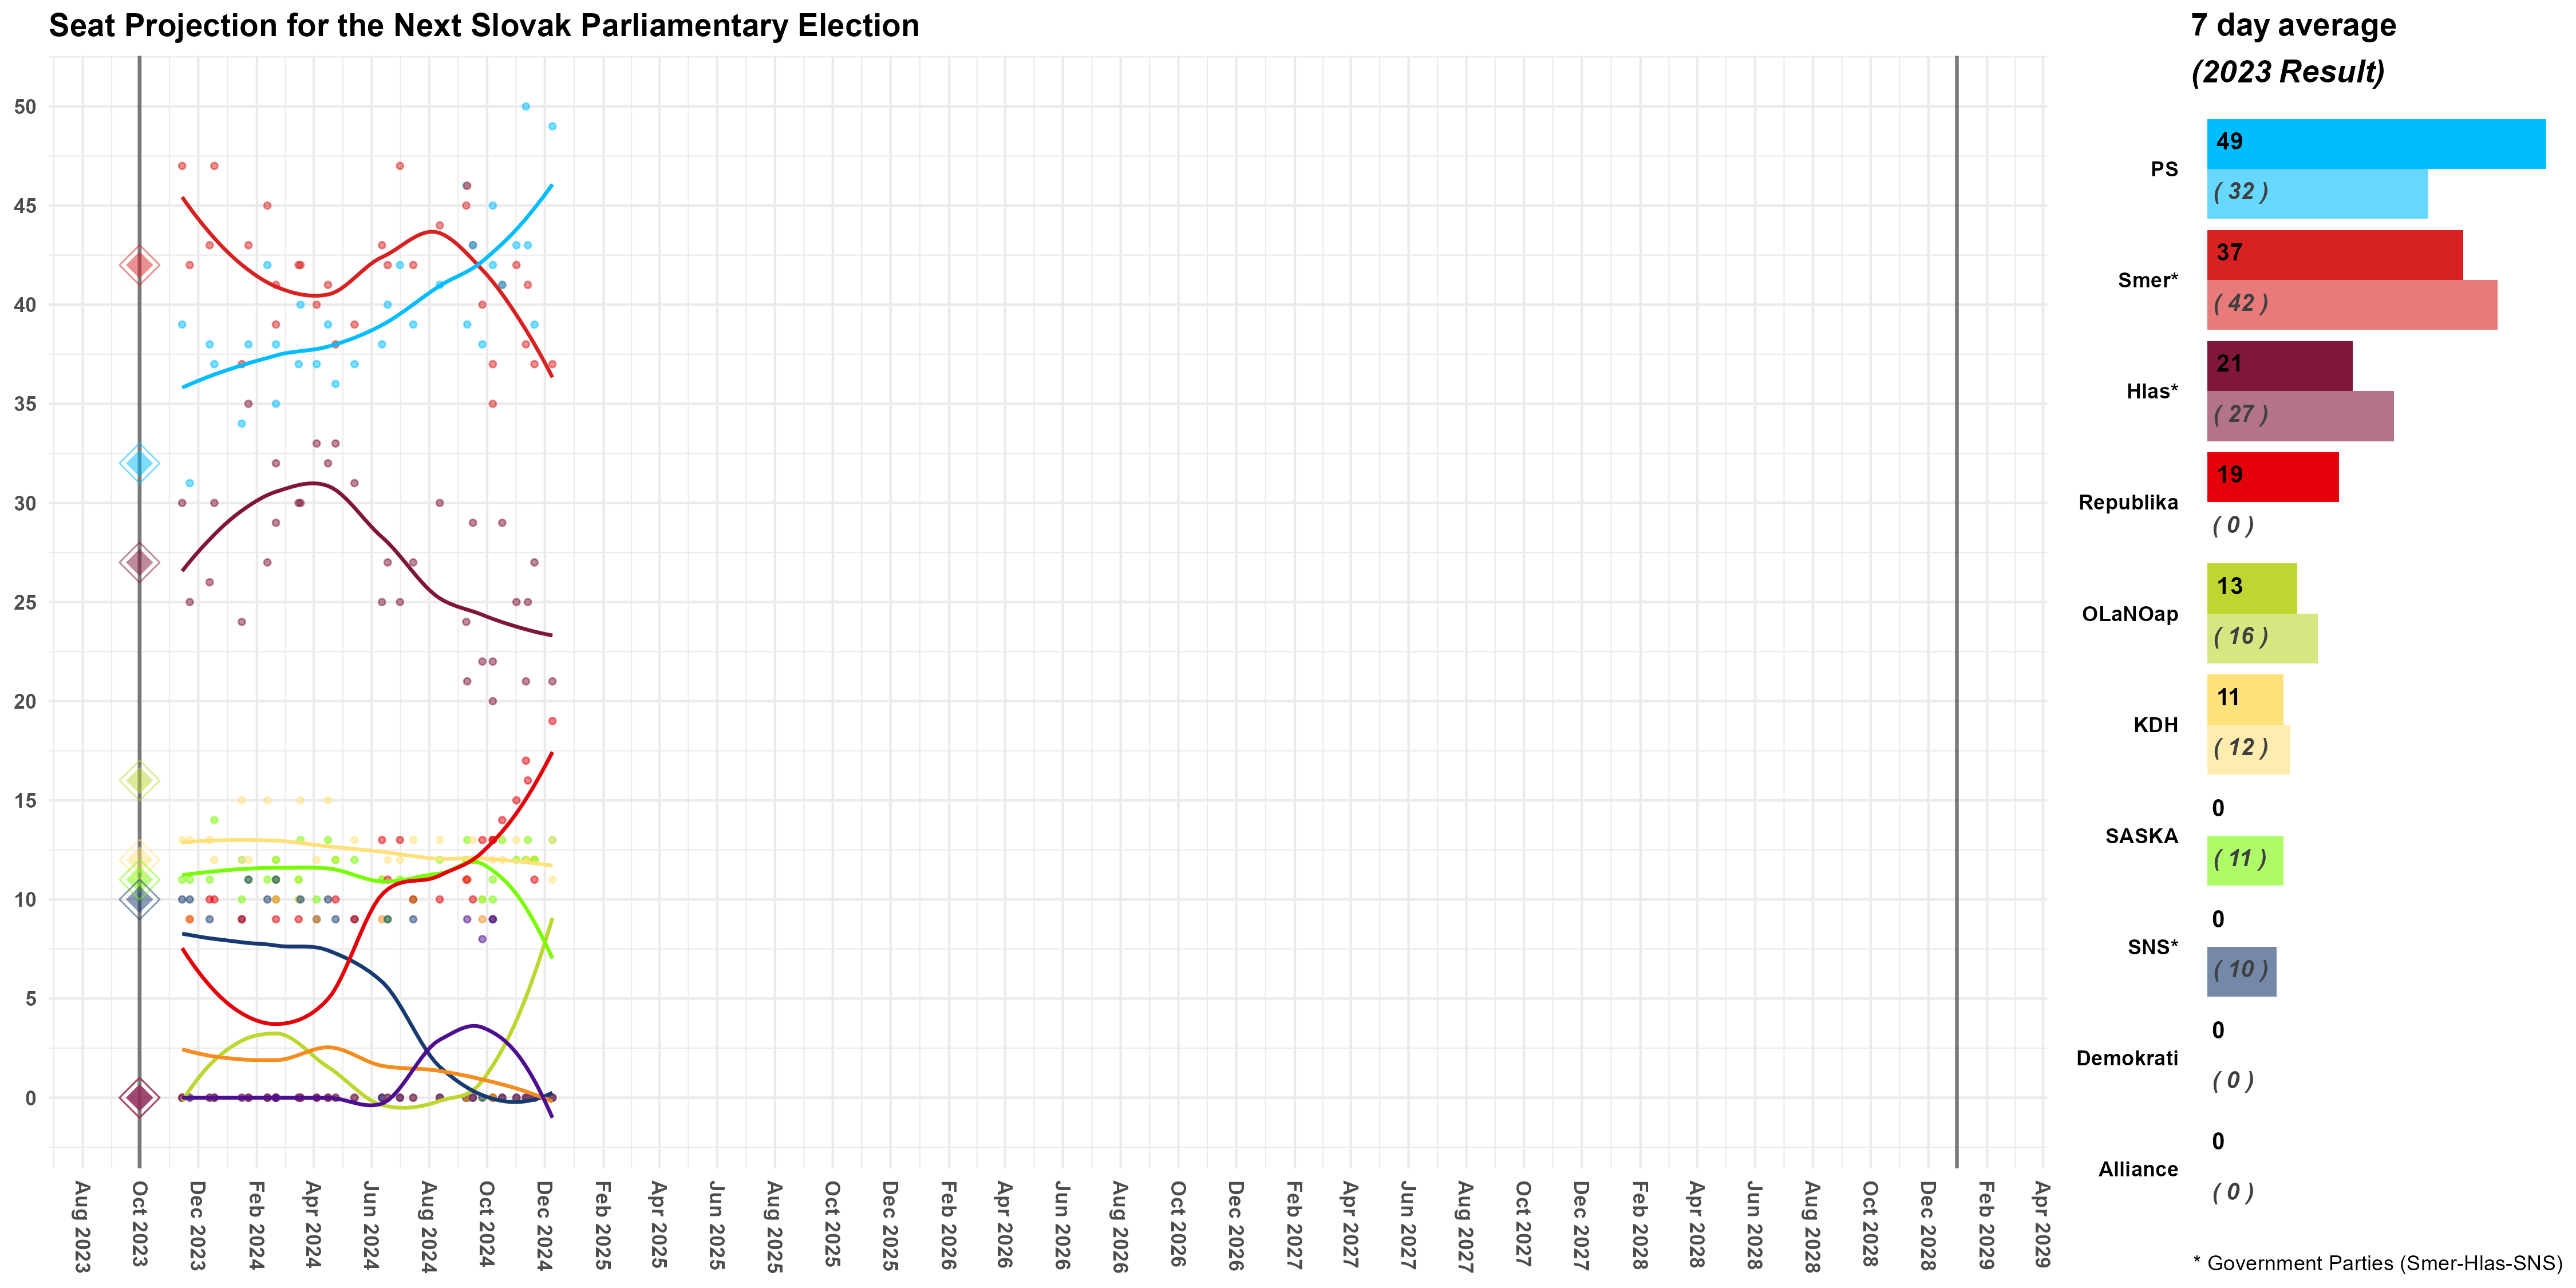 Seat Projection for the Next Slovak Parliamentary Election
7 day average
(2023 Result)
50
45
40
35
30
25
20
15
10
5
0
Aug 2023
Oct 2023
Dec 2023
Feb 2024
Apr 2024
Jun 2024
Aug 2024
Oct 2024
Dec 2024
Feb 2025
Apr 2025
Jun 2025
Aug 2025
Oct 2025
Dec 2025
Feb 2026
Apr 2026
Jun 2026
Aug 2026
Oct 2026
Dec 2026
Feb 2027
Apr 2027
Jun 2027
Aug 2027
Oct 2027
Dec 2027
Feb 2028
Apr 2028
Jun 2028
Aug 2028
Oct 2028
Dec 2028
Feb 2029
Apr 2029
PS
49
( 32 )
Smer*
37
( 42 )
Hlas*
21
( 27 )
Republika
19
( 0 )
OLaNOap
13
( 16 )
KDH
11
( 12 )
SASKA
0
( 11 )
SNS*
0
( 10 )
Demokrati
0
( 0 )
Alliance
0
( 0 )
* Government Parties (Smer-Hlas-SNS)